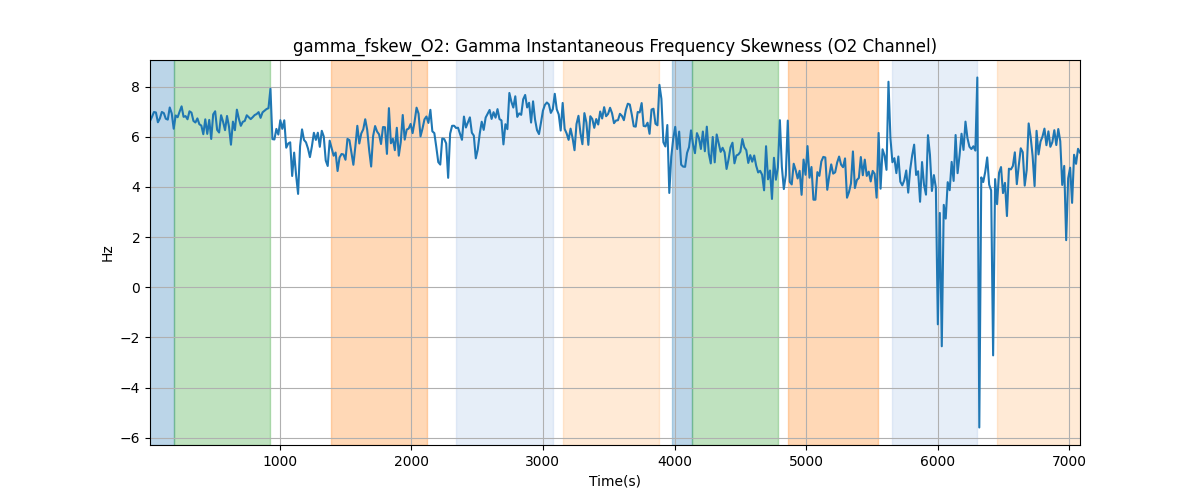 gamma_fskew_O2: Gamma Instantaneous Frequency Skewness (O2 Channel)
8
6
4
2
0
−2
−4
−6
Hz
1000 2000 3000 4000 5000 6000 7000
Time(s)